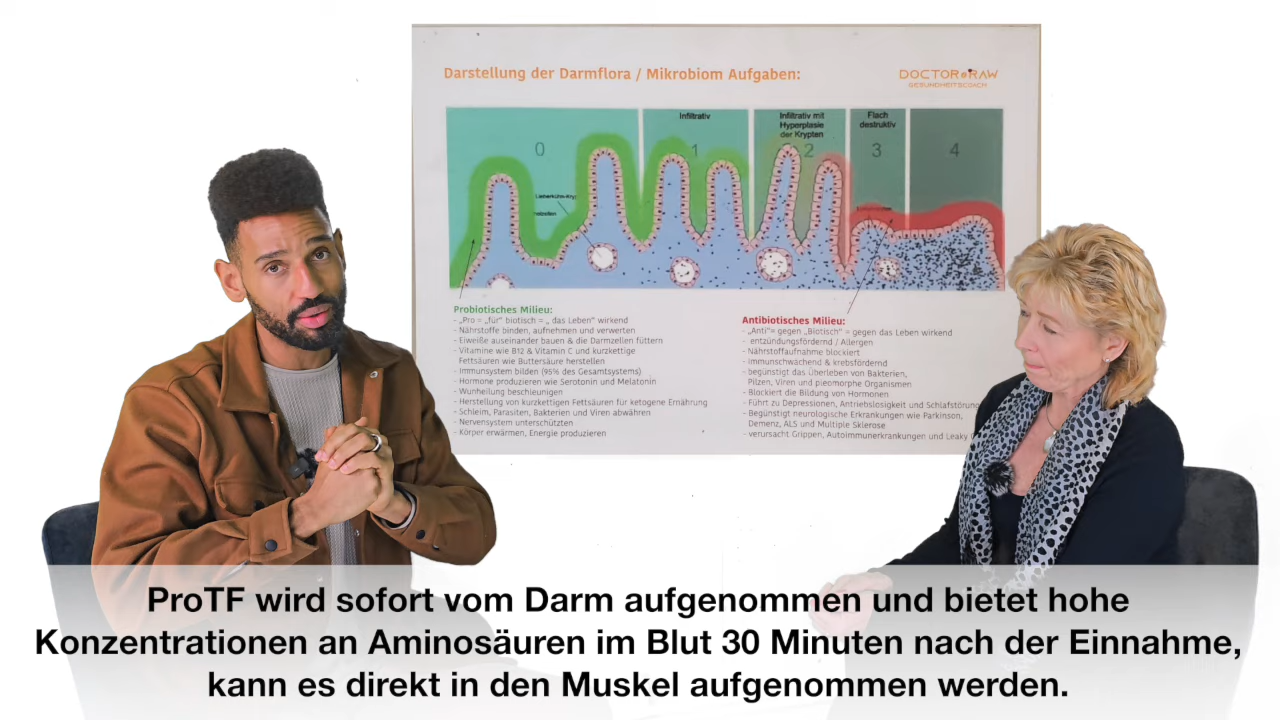 Darstellung der Darmflora / Mikrobiom Aufgaben:
DOCTOR RAW
GESUNDHEITSCOACH
Infiltrativ
Infiltrativ mit
Hyperplasie
der Krypten
Flach
destruktiv
0
1
2
3
4
Probiotisches Milieu:
- „Pro = „für" biotisch = „ das Leben" wirkend
- Nährstoffe binden, aufnehmen und verwerten
- Eiweiße auseinander bauen & die Darmzellen füttern
- Vitamine wie B12 & Vitamin C und kurzkettige
Fettsäuren wie Buttersäure herstellen
- Immunsystem bilden (95% des Gesamtsystems)
- Hormone produzieren wie Serotonin und Melatonin
- Wunheilung beschleunigen
- Herstellung von kurzkettigen Fettsäuren für ketogene Ernährung
- Schleim, Parasiten, Bakterien und Viren abwähren
- Nervensystem unterschützten
- Körper erwärmen, Energie produzieren
Antibiotisches Milieu:
- „Anti"= gegen „Biotisch" = gegen das Leben wirkend
- entzündungsfördernd / Allergen
- Nährstoffaufnahme blockiert
- Immunschwächend & krebsfördernd
- begünstigt das überleben von Bakterien,
Pilzen, Viren und pleomorphe Organismen
- Blockiert die Bildung von Hormonen
- Führt zu Depressionen, Antriebslosigkeit und Schlafstörung
- Begünstigt neurologische Erkrankungen wie Parkinson,
Demenz, ALS und Multiple Sklerose
- verursacht Grippen, Autoimmunerkrankungen und Leaky
ProTF wird sofort vom Darm aufgenommen und bietet hohe
Konzentrationen an Aminosäuren im Blut 30 Minuten nach der Einnahme,
kann es direkt in den Muskel aufgenommen werden.